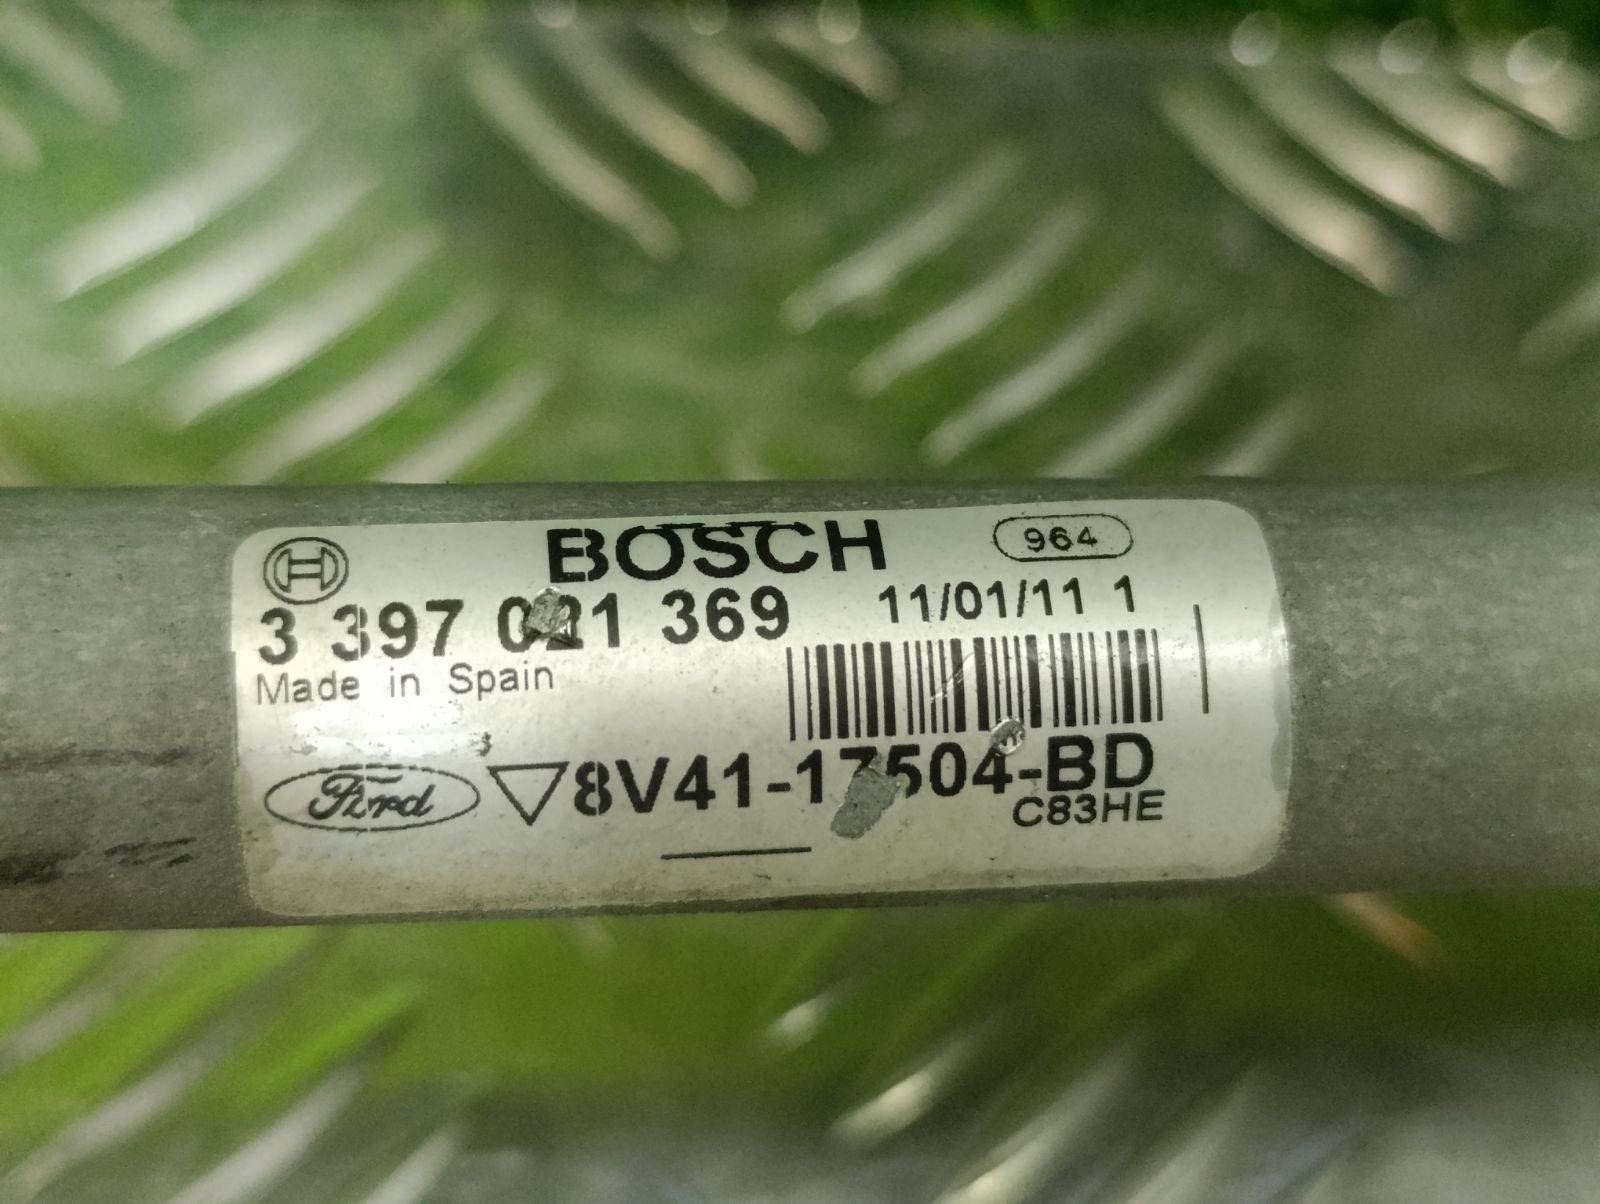 BOSCH 964
3 397 021 369 11/01/11 1
Made in Spain
Ford 8V41-17504-BD
C83HE